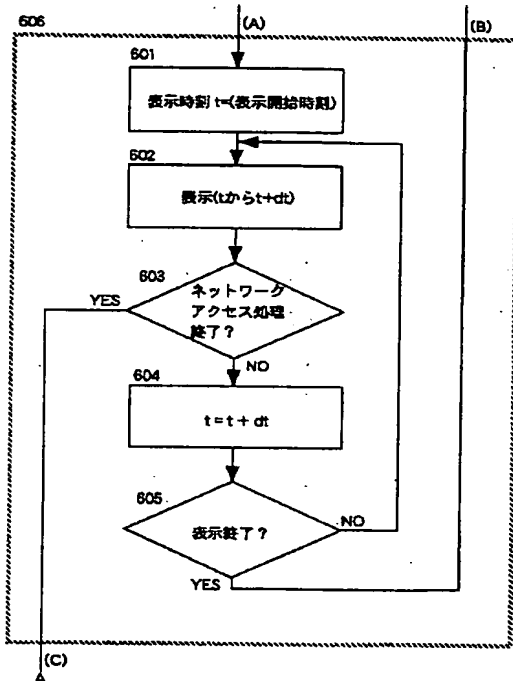 606
(A)
(B)
601
表示時刻 t=(表示開始時刻)
602
表示(tからt+dt)
603
YES
ネットワーク
アクセス処理
終了?
NO
604
t = t + dt
605
表示終了?
NO
YES
(C)